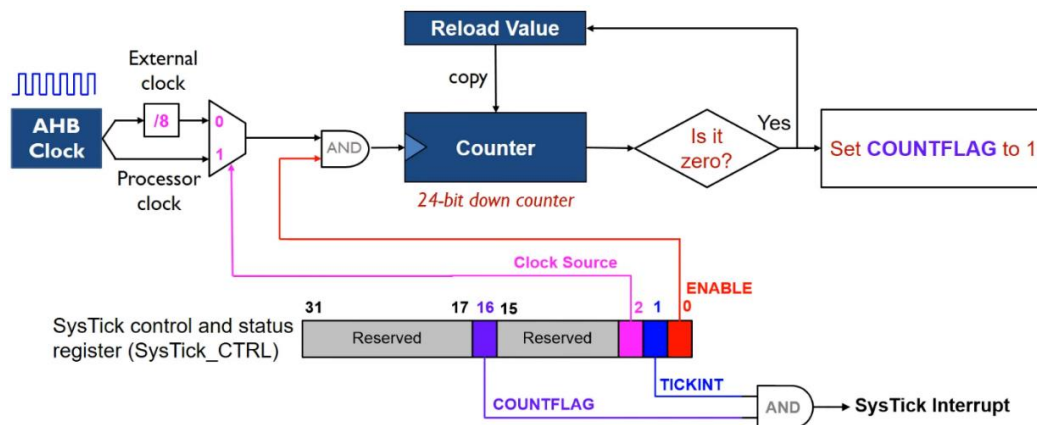 Reload Value
External
clock
copy
AHB
Clock
/8
0
1
AND
Counter
Is it
zero?
Yes
Set COUNTFLAG to 1
Processor
clock
24-bit down counter
Clock Source
ENABLE
31
17
16
15
2
1
0
SysTick control and status
register (SysTick_CTRL)
Reserved
Reserved
TICKINT
COUNTFLAG
AND
SysTick Interrupt